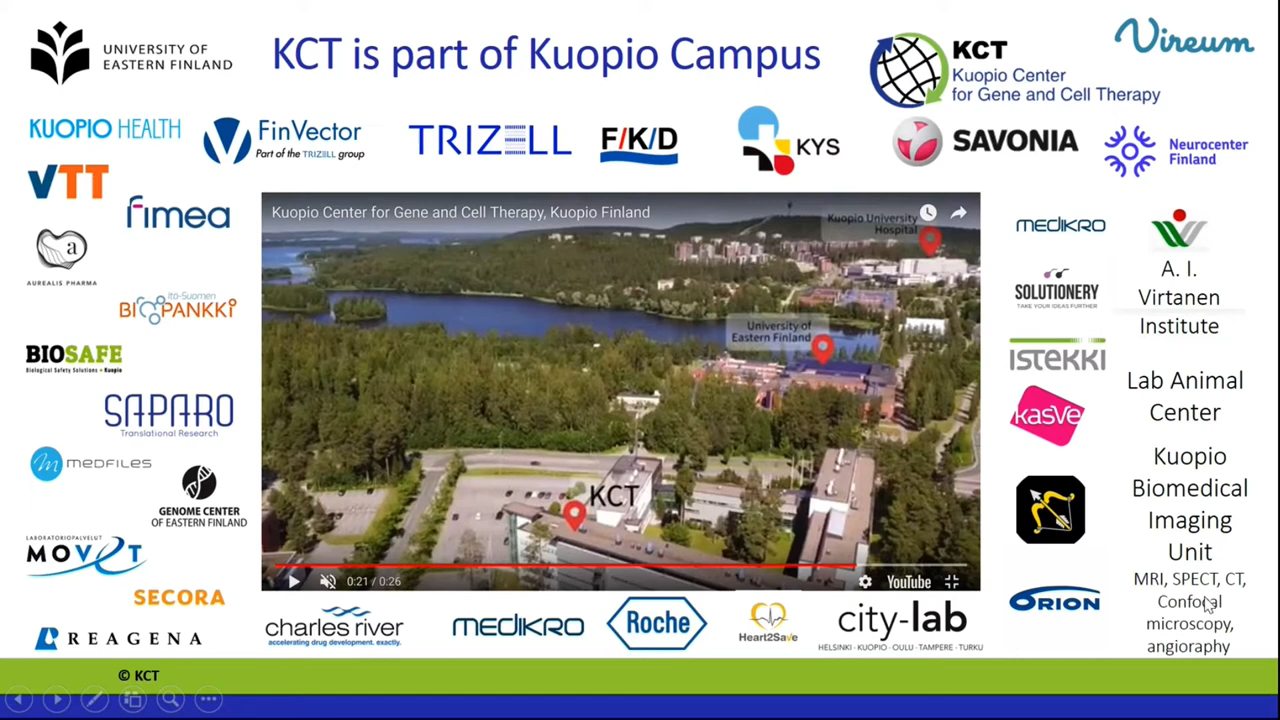 UNIVERSITY OF
EASTERN FINLAND
KCT is part of Kuopio Campus
KCT
Kuopio Center
for Gene and Cell Therapy
Vireum
KUOPIO HEALTH
FinVector
Part of the TRIZELL group
TRIZELL
F/K/D
KYS
SAVONIA
Neurocenter
Finland
VTT
fimea
a
AUREALIS PHARMA
Itä-Suomen
BIOPANKKI
BIOSAFE
Biological Safety Solutions • Kuopio
SAPARO
Translational Research
m MEDFILES
GENOME CENTER
OF EASTERN FINLAND
LABORATORIOPALVELUT
MOVET
SECORA
REAGENA
Kuopio Center for Gene and Cell Therapy, Kuopio Finland
Kuopio University
Hospital
University of
Eastern Finland
KCT
0:21 / 0:26
YouTube
MEDIKRO
SOLUTIONERY
TAKE YOUR IDEAS FURTHER
ISTEKKI
kasve
ORION
A. I.
Virtanen
Institute
Lab Animal
Center
Kuopio
Biomedical
Imaging
Unit
MRI, SPECT, CT,
Confocal
microscopy,
angioraphy
charles river
accelerating drug development. exactly.
MEDIKRO
Roche
Heart2Save
city-lab
HELSINKI · KUOPIO · OULU · TAMPERE · TURKU
© KCT